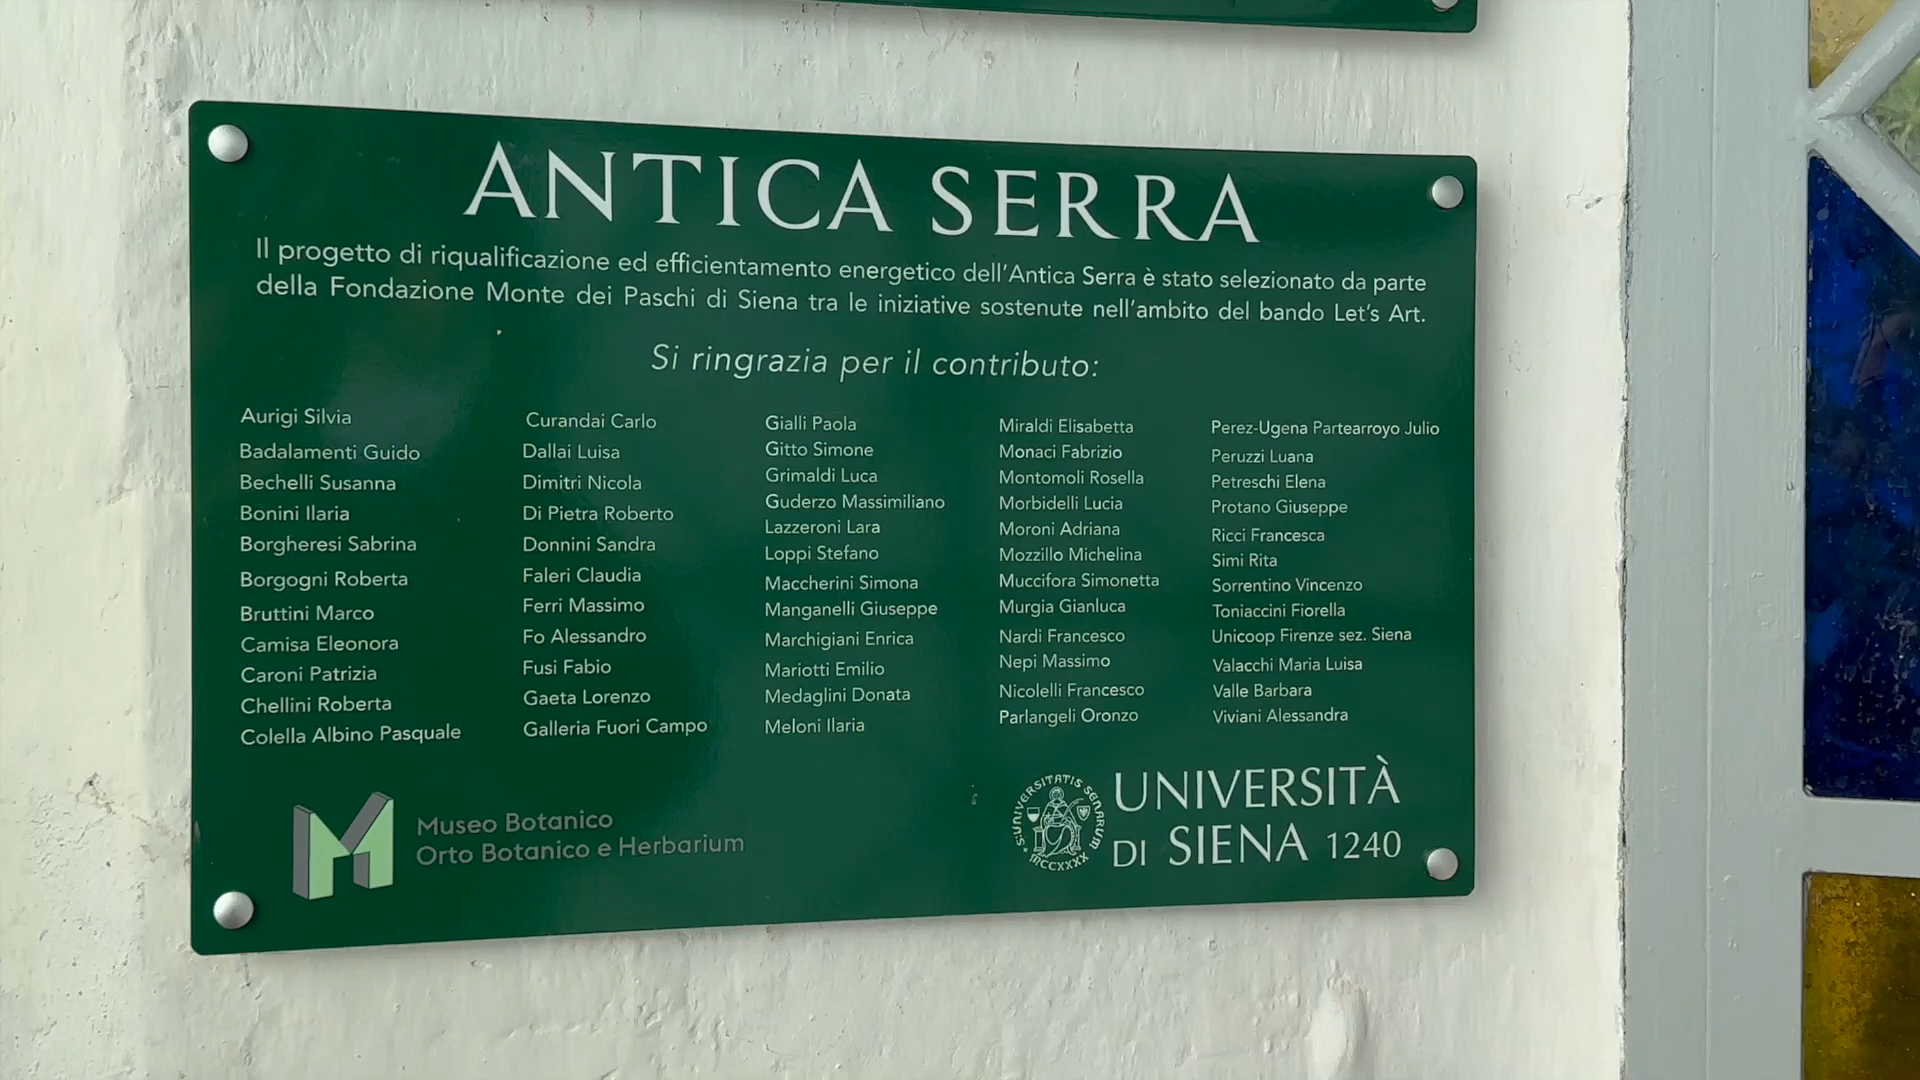 ANTICA SERRA
Il progetto di riqualificazione ed efficientamento energetico dell'Antica Serra è stato selezionato da parte
della Fondazione Monte dei Paschi di Siena tra le iniziative sostenute nell'ambito del bando Let's Art.
Si ringrazia per il contributo:
Aurigi Silvia
Badalamenti Guido
Bechelli Susanna
Bonini Ilaria
Borgheresi Sabrina
Borgogni Roberta
Bruttini Marco
Camisa Eleonora
Caroni Patrizia
Chellini Roberta
Colella Albino Pasquale
Curandai Carlo
Dallai Luisa
Dimitri Nicola
Di Pietra Roberto
Donnini Sandra
Faleri Claudia
Ferri Massimo
Fo Alessandro
Fusi Fabio
Gaeta Lorenzo
Galleria Fuori Campo
Gialli Paola
Gitto Simone
Grimaldi Luca
Guderzo Massimiliano
Lazzeroni Lara
Loppi Stefano
Maccherini Simona
Manganelli Giuseppe
Marchigiani Enrica
Mariotti Emilio
Medaglini Donata
Meloni Ilaria
Miraldi Elisabetta
Monaci Fabrizio
Montomoli Rosella
Morbidelli Lucia
Moroni Adriana
Mozzillo Michelina
Muccifora Simonetta
Murgia Gianluca
Nardi Francesco
Nepi Massimo
Nicolelli Francesco
Parlangeli Oronzo
Perez-Ugena Partearroyo Julio
Peruzzi Luana
Petreschi Elena
Protano Giuseppe
Ricci Francesca
Simi Rita
Sorrentino Vincenzo
Toniaccini Fiorella
Unicoop Firenze sez. Siena
Valacchi Maria Luisa
Valle Barbara
Viviani Alessandra
Museo Botanico
Orto Botanico e Herbarium
S:UNIVERSITATIS SENARUM
MCCXXXX
UNIVERSITÀ
DI SIENA 1240